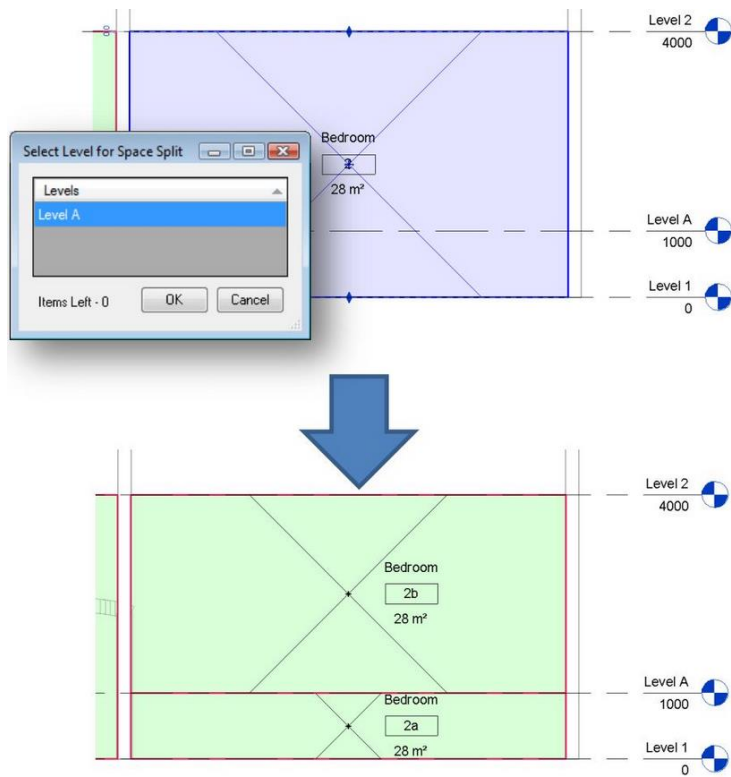 Level 2
4000
Select Level for Space Split
Bedroom
2
28 m²
Levels
Level A
Items Left - 0
OK
Cancel
Level A
1000
Level 1
0
Level 2
4000
Bedroom
2b
28 m²
Level A
1000
Bedroom
2a
28 m²
Level 1
0